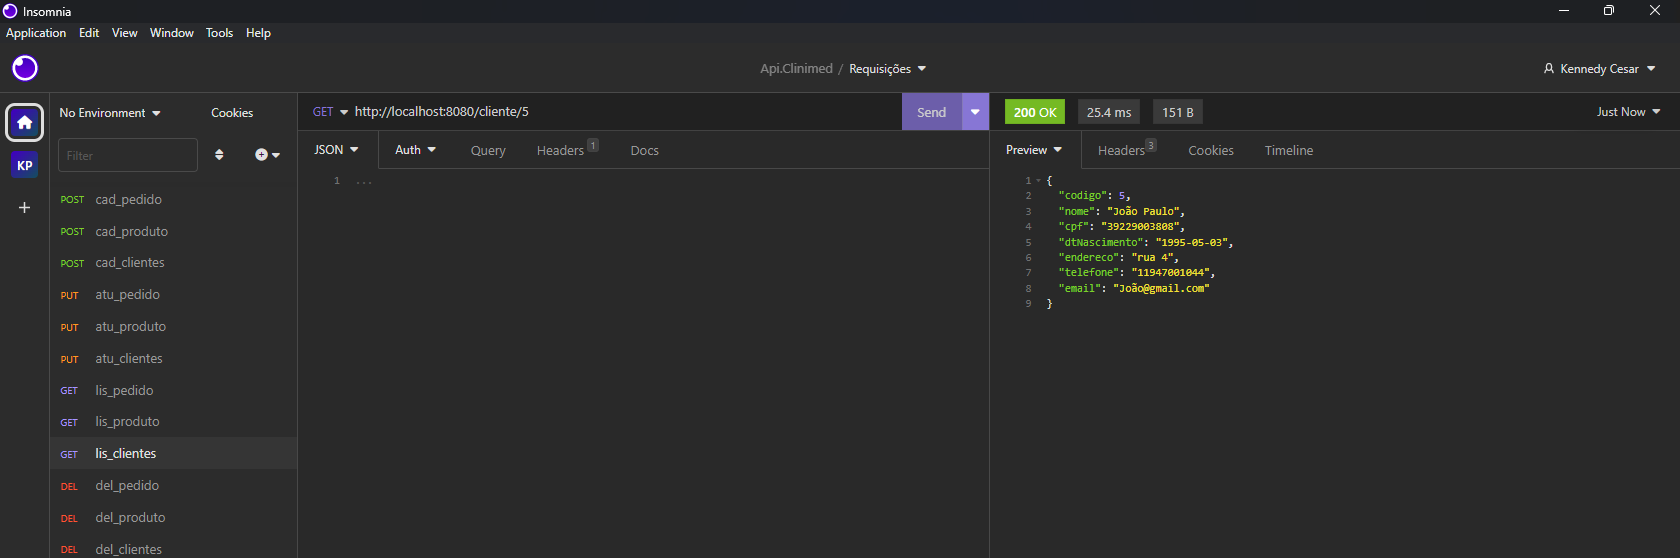 Insomnia
Application Edit View Window Tools Help
Api.Clinimed / Requisições
Kennedy Cesar
No Environment
Cookies
Filter
KP
POST cad_pedido
POST cad_produto
POST cad_clientes
PUT atu_pedido
PUT atu_produto
PUT atu_clientes
GET lis_pedido
GET lis_produto
GET lis_clientes
DEL del_pedido
DEL del_produto
DEL del_clientes
GET http://localhost:8080/cliente/5 Send
JSON Auth Query Headers 1 Docs
1 ...
200 OK 25.4 ms 151 B Just Now
Preview Headers 3 Cookies Timeline
1 {
2 "codigo": 5,
3 "nome": "João Paulo",
4 "cpf": "39229003808",
5 "dtNascimento": "1995-05-03",
6 "endereco": "rua 4",
7 "telefone": "11947001044",
8 "email": "João@gmail.com"
9 }